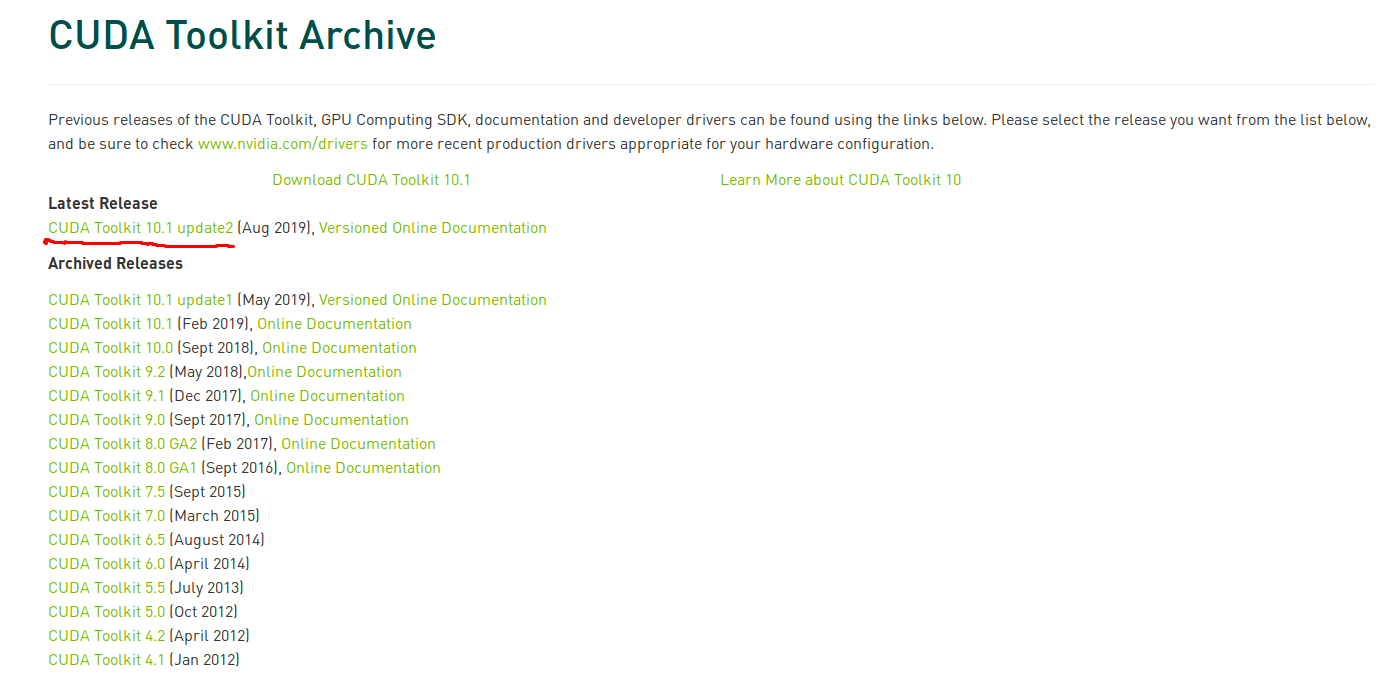 CUDA Toolkit Archive
Previous releases of the CUDA Toolkit, GPU Computing SDK, documentation and developer drivers can be found using the links below. Please select the release you want from the list below,
and be sure to check www.nvidia.com/drivers for more recent production drivers appropriate for your hardware configuration.
Download CUDA Toolkit 10.1 Learn More about CUDA Toolkit 10
Latest Release
CUDA Toolkit 10.1 update2 (Aug 2019), Versioned Online Documentation
Archived Releases
CUDA Toolkit 10.1 update1 (May 2019), Versioned Online Documentation
CUDA Toolkit 10.1 (Feb 2019), Online Documentation
CUDA Toolkit 10.0 (Sept 2018), Online Documentation
CUDA Toolkit 9.2 (May 2018),Online Documentation
CUDA Toolkit 9.1 (Dec 2017), Online Documentation
CUDA Toolkit 9.0 (Sept 2017), Online Documentation
CUDA Toolkit 8.0 GA2 (Feb 2017), Online Documentation
CUDA Toolkit 8.0 GA1 (Sept 2016), Online Documentation
CUDA Toolkit 7.5 (Sept 2015)
CUDA Toolkit 7.0 (March 2015)
CUDA Toolkit 6.5 (August 2014)
CUDA Toolkit 6.0 (April 2014)
CUDA Toolkit 5.5 (July 2013)
CUDA Toolkit 5.0 (Oct 2012)
CUDA Toolkit 4.2 (April 2012)
CUDA Toolkit 4.1 (Jan 2012)